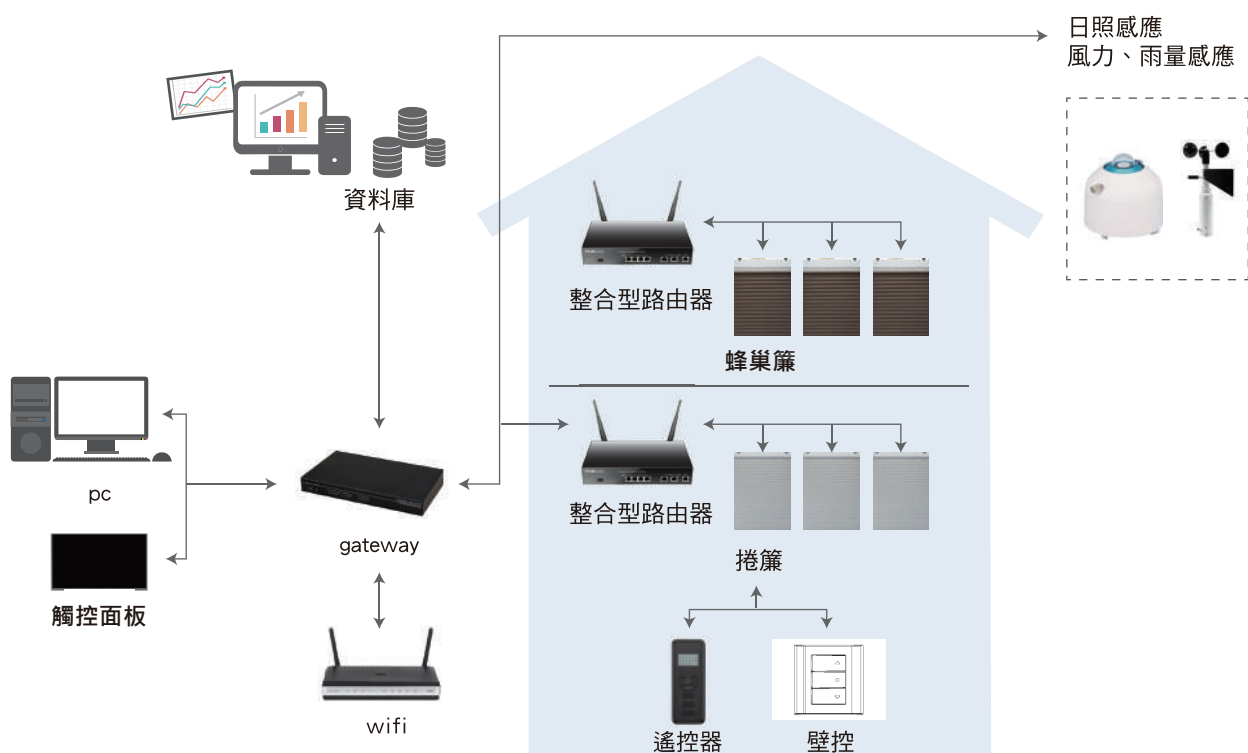 日照感應
風力、雨量感應
資料庫
整合型路由器
蜂巢簾
pc
gateway
整合型路由器
捲簾
觸控面板
wifi
遙控器
壁控